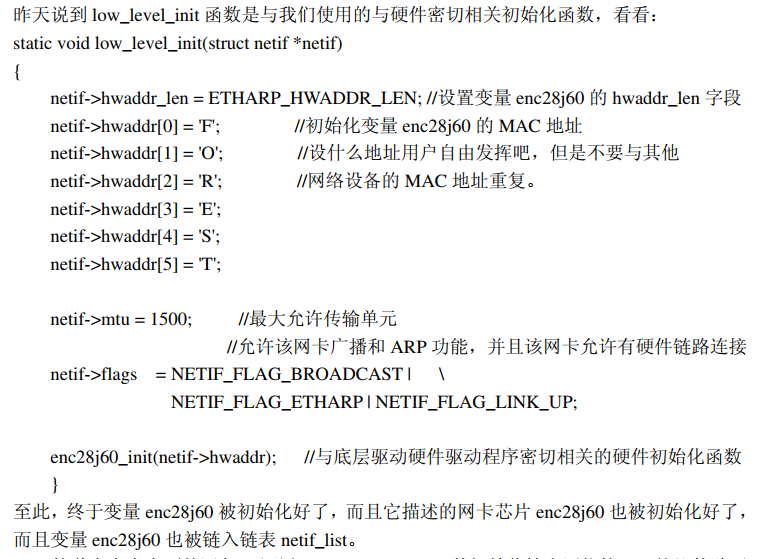 昨天说到 low_level_init 函数是与我们使用的与硬件密切相关初始化函数，看看：
static void low_level_init(struct netif *netif)
{
netif->hwaddr_len = ETHARP_HWADDR_LEN; //设置变量 enc28j60 的 hwaddr_len 字段
netif->hwaddr[0] = 'F'; //初始化变量 enc28j60 的 MAC 地址
netif->hwaddr[1] = 'O'; //设什么地址用户自由发挥吧，但是不要与其他
netif->hwaddr[2] = 'R'; //网络设备的 MAC 地址重复。
netif->hwaddr[3] = 'E';
netif->hwaddr[4] = 'S';
netif->hwaddr[5] = 'T';
netif->mtu = 1500; //最大允许传输单元
//允许该网卡广播和 ARP 功能，并且该网卡允许有硬件链路连接
netif->flags = NETIF_FLAG_BROADCAST | \
NETIF_FLAG_ETHARP | NETIF_FLAG_LINK_UP;
enc28j60_init(netif->hwaddr); //与底层驱动硬件驱动程序密切相关的硬件初始化函数
}
至此，终于变量 enc28j60 被初始化好了，而且它描述的网卡芯片 enc28j60 也被初始化好了，
而且变量 enc28j60 也被链入链表 netif_list。